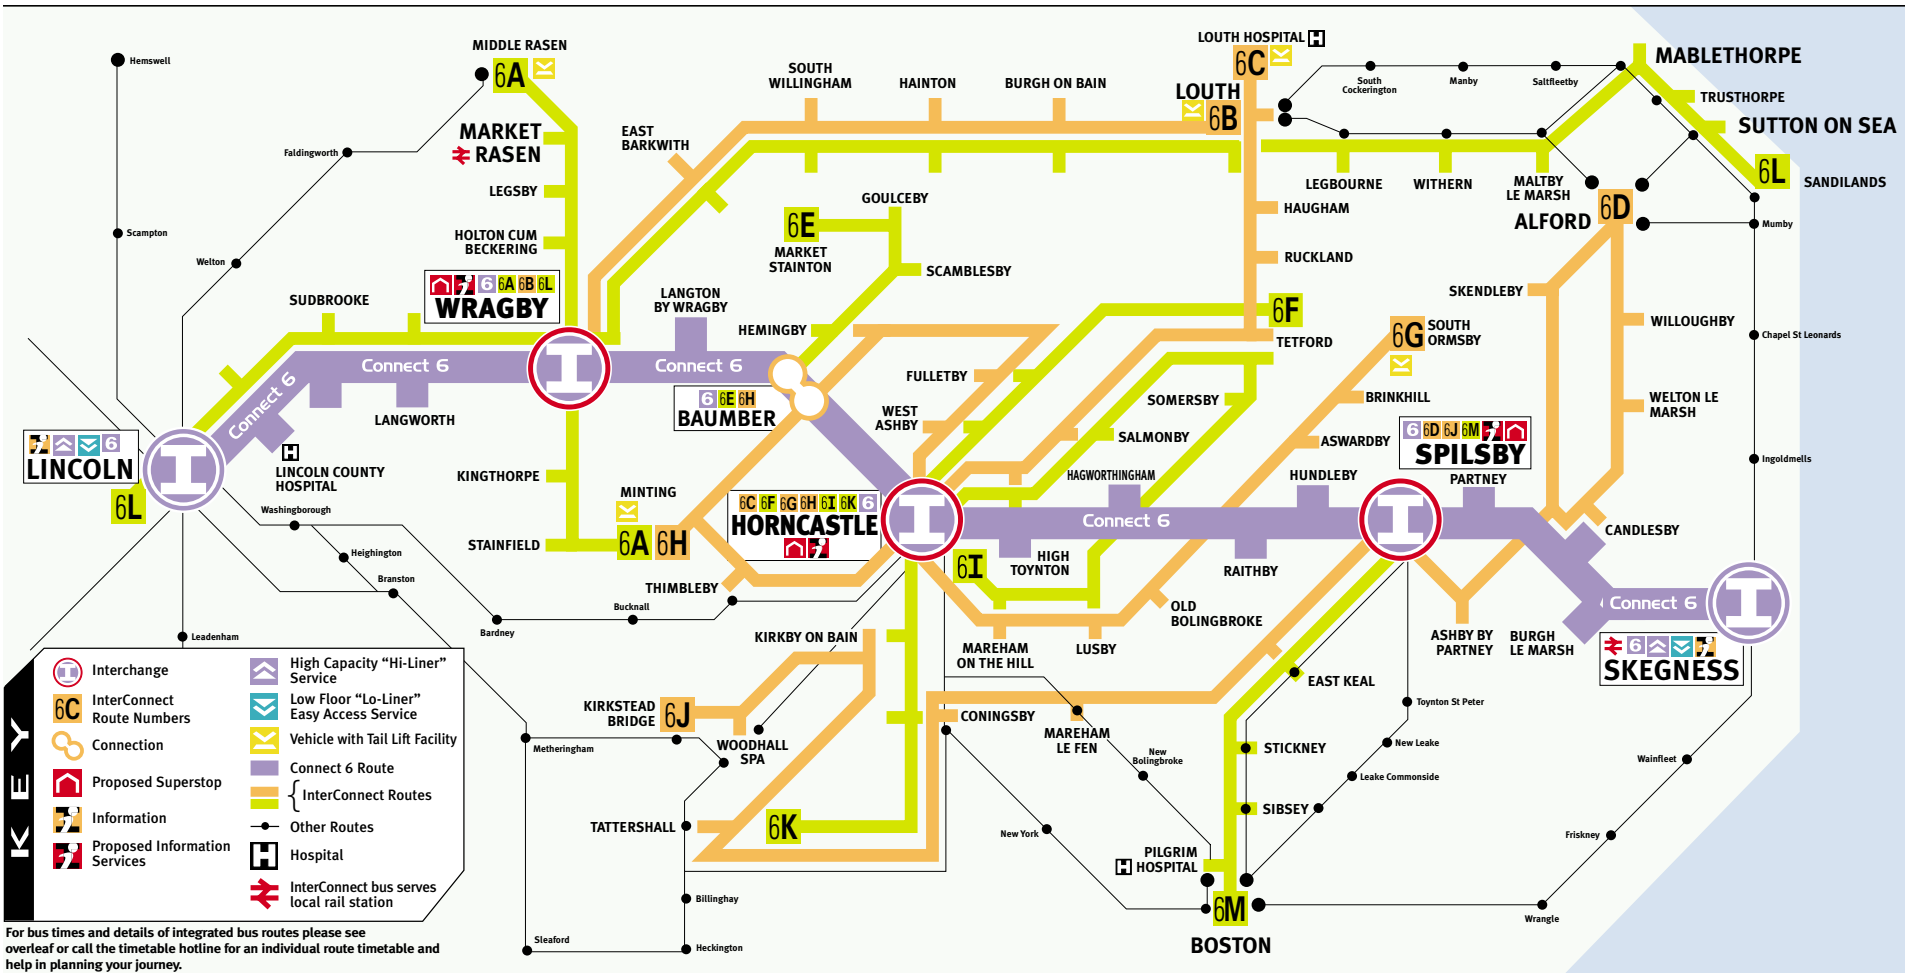 Hemswell
MIDDLE RASEN
6A
MARKET
RASEN
Faldingworth
LEGSBY
HOLTON CUM
BECKERING
Scampton
Welton
6 6A 6B 6L
WRAGBY
SUDBROOKE
EAST
BARKWITH
SOUTH
WILLINGHAM
HAINTON
BURGH ON BAIN
LOUTH HOSPITAL H
6C
LOUTH
6B
South
Cockerington
Manby
Saltfleetby
MABLETHORPE
TRUSTHORPE
SUTTON ON SEA
6L
SANDILANDS
LEGBOURNE
WITHERN
MALTBY
LE MARSH
ALFORD
6D
Mumby
GOULCEBY
6E
MARKET
STAINTON
SCAMBLESBY
HAUGHAM
RUCKLAND
SKENDLEBY
WILLOUGHBY
Chapel St Leonards
LANGTON
BY WRAGBY
HEMINGBY
6F
TETFORD
6G
SOUTH
ORMSBY
Connect 6
Connect 6
Connect 6
LANGWORTH
6 6E 6H
BAUMBER
FULLETBY
WEST
ASHBY
SOMERSBY
SALMONBY
BRINKHILL
ASWARDBY
WELTON LE
MARSH
6 6D 6J 6M
SPILSBY
Ingoldmells
6
LINCOLN
6L
H
LINCOLN COUNTY
HOSPITAL
KINGTHORPE
MINTING
STAINFIELD
6A 6H
6C 6F 6G 6H 6I 6K 6
HORNCASTLE
HAGWORTHINGHAM
HUNDLEBY
PARTNEY
CANDLESBY
Connect 6
Washingborough
Heighington
Branston
THIMBLEBY
6I
HIGH
TOYNTON
RAITHBY
Bucknall
Bardney
Leadenham
KIRKBY ON BAIN
MAREHAM
ON THE HILL
LUSBY
OLD
BOLINGBROKE
ASHBY BY
PARTNEY
BURGH
LE MARSH
Connect 6
6
SKEGNESS
KIRKSTEAD
BRIDGE
6J
WOODHALL
SPA
Metheringham
CONINGSBY
MAREHAM
LE FEN
EAST KEAL
Toynton St Peter
STICKNEY
New Leake
New
Bolingbroke
Leake Commonside
Wainfleet
TATTERSHALL
6K
SIBSEY
New York
Friskney
H
PILGRIM
HOSPITAL
6M
BOSTON
Wrangle
Billinghay
Sleaford
Heckington
KEY
Interchange
6C
InterConnect
Route Numbers
Connection
Proposed Superstop
Information
Proposed Information
Services
High Capacity “Hi-Liner”
Service
Low Floor “Lo-Liner”
Easy Access Service
Vehicle with Tail Lift Facility
Connect 6 Route
InterConnect Routes
Other Routes
H
Hospital
InterConnect bus serves
local rail station
For bus times and details of integrated bus routes please see
overleaf or call the timetable hotline for an individual route timetable and
help in planning your journey.